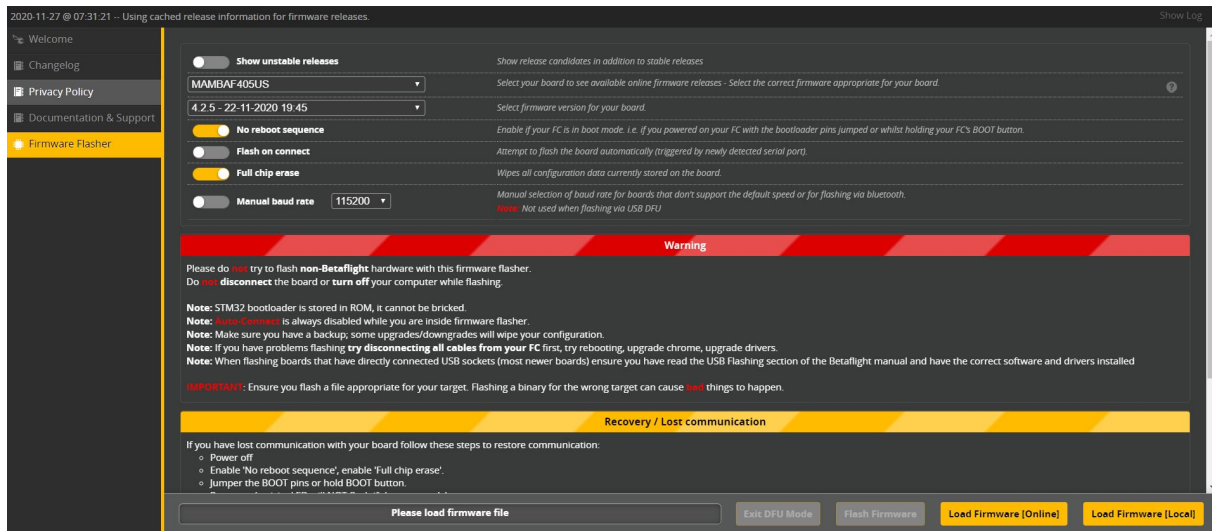 2020-11-27 @ 07:31:21 -- Using cached release information for firmware releases.
Show Log
Welcome
Changelog
Privacy Policy
Documentation & Support
Firmware Flasher
Show unstable releases
Show release candidates in addition to stable releases
MAMBAF405US
Select your board to see available online firmware releases - Select the correct firmware appropriate for your board.
4.2.5 - 22-11-2020 19:45
Select firmware version for your board.
No reboot sequence
Enable if your FC is in boot mode. i.e. if you powered on your FC with the bootloader pins jumped or whilst holding your FC's BOOT button.
Flash on connect
Attempt to flash the board automatically (triggered by newly detected serial port).
Full chip erase
Wipes all configuration data currently stored on the board.
Manual baud rate
115200
Manual selection of baud rate for boards that don't support the default speed or for flashing via bluetooth.
Note: Not used when flashing via USB DFU
Warning
Please do not try to flash non-Betaflight hardware with this firmware flasher.
Do not disconnect the board or turn off your computer while flashing.
Note: STM32 bootloader is stored in ROM, it cannot be bricked.
Note: Auto-Connect is always disabled while you are inside firmware flasher.
Note: Make sure you have a backup; some upgrades/downgrades will wipe your configuration.
Note: If you have problems flashing try disconnecting all cables from your FC first, try rebooting, upgrade chrome, upgrade drivers.
Note: When flashing boards that have directly connected USB sockets (most newer boards) ensure you have read the USB Flashing section of the Betaflight manual and have the correct software and drivers installed
IMPORTANT: Ensure you flash a file appropriate for your target. Flashing a binary for the wrong target can cause bad things to happen.
Recovery / Lost communication
If you have lost communication with your board follow these steps to restore communication:
Power off
Enable 'No reboot sequence', enable 'Full chip erase'.
Jumper the BOOT pins or hold BOOT button.
Please load firmware file
Exit DFU Mode
Flash Firmware
Load Firmware [Online]
Load Firmware [Local]